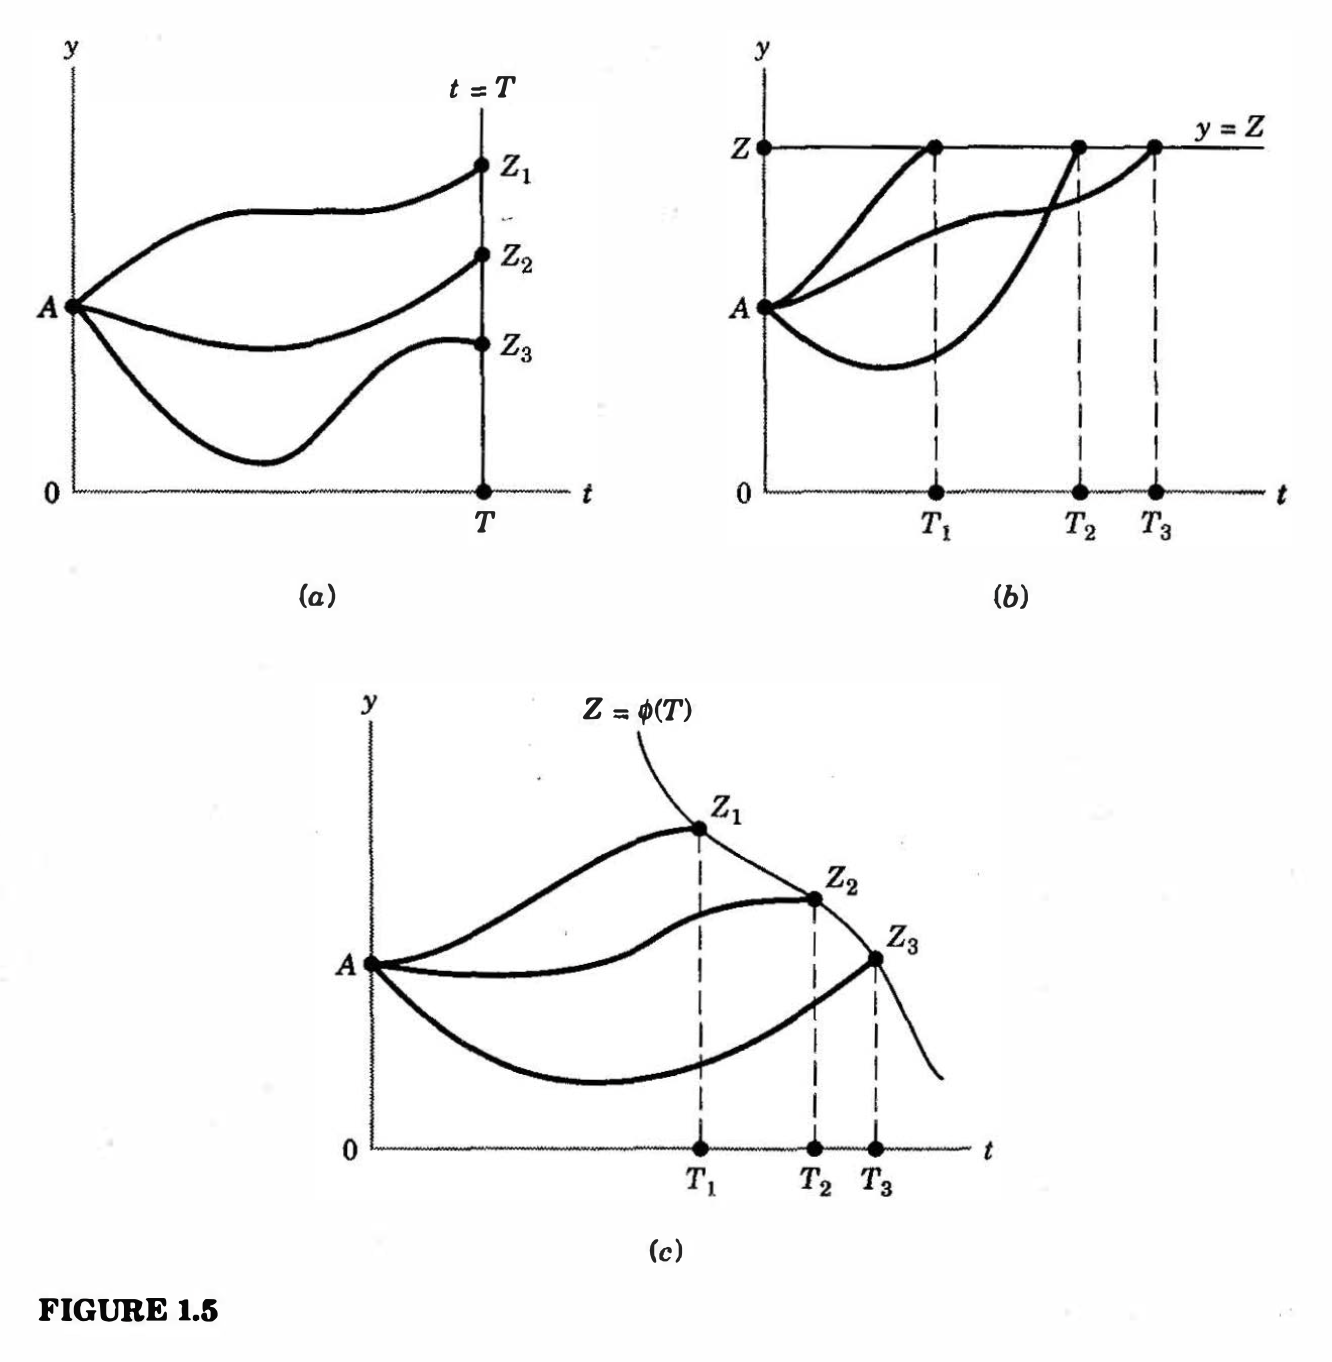 y
t = T
Z₁
Z₂
A
Z₃
0
t
T
(a)
y
y = Z
Z
A
0
t
T₁
T₂
T₃
(b)
y
Z = ϕ(T)
Z₁
Z₂
Z₃
A
0
t
T₁
T₂
T₃
(c)
FIGURE 1.5